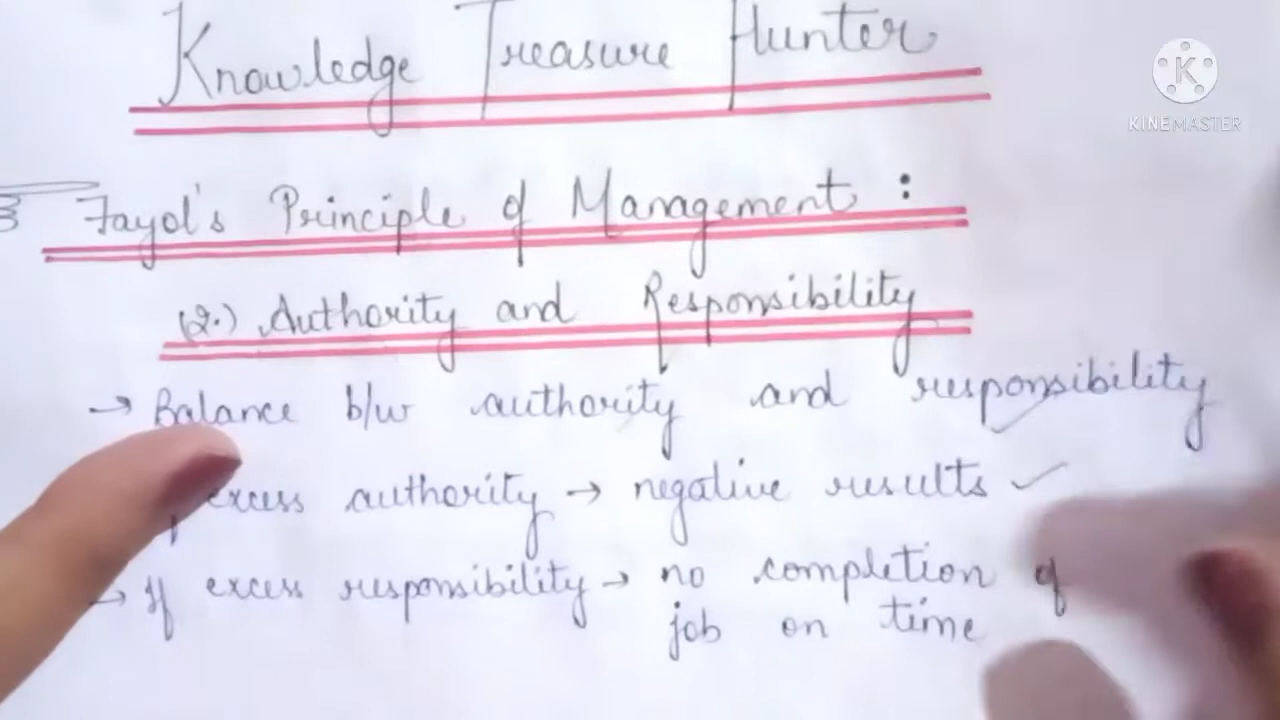 Knowledge Treasure Hunter
K
KINEMASTER
Fayol's Principle of Management :
(2.) Authority and Responsibility
→ Balance b/w authority and responsibility
excess authority → negative results ✓
→ If excess responsibility → no completion of
job on time